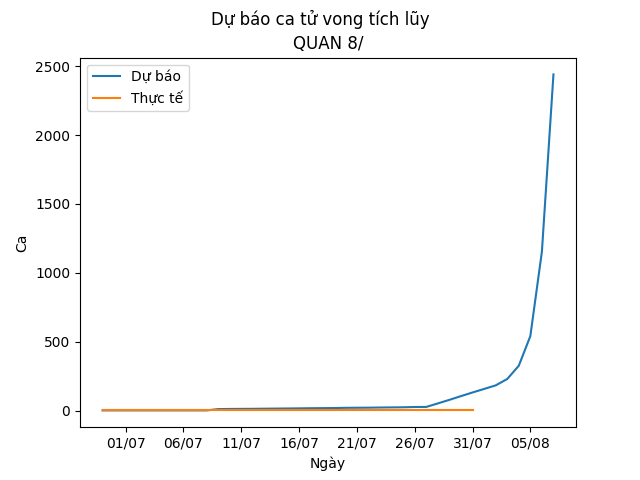 Dự báo ca tử vong tích lũy
QUAN 8/
Dự báo
Thực tế
Ca
2500
2000
1500
1000
500
0
01/07 06/07 11/07 16/07 21/07 26/07 31/07 05/08
Ngày